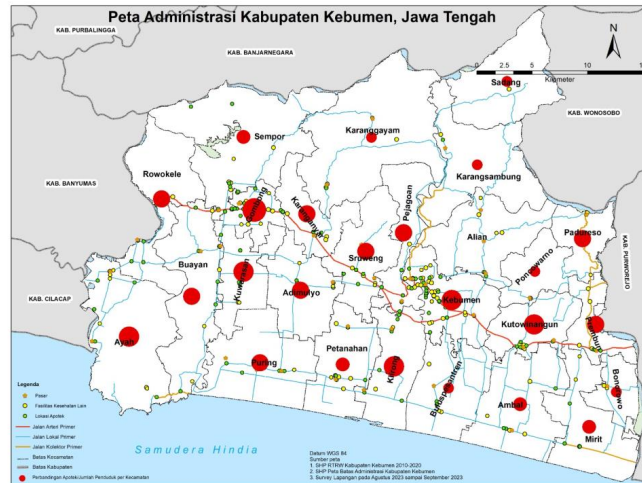 Peta Administrasi Kabupaten Kebumen, Jawa Tengah
KAB. PURBALINGGA
KAB. BANJARNEGARA
N
0 2.5 5 10 15
Kilometer
Sadang
KAB. WONOSOBO
Sempor
Karanggayam
Rowokele
Karangsambung
KAB. BANYUMAS
Gombong
Karanganyar
Pejagoan
Alian
Padureso
KAB. PURWOREJO
Buayan
Kuwarasan
Sruweng
Poncowarno
Adimulyo
Kebumen
KAB. CILACAP
Kutowinangun
Prembun
Ayah
Puring
Petanahan
Klirong
Buluspesantren
Ambal
Bonorowo
Mirit
Samudera Hindia
Legenda
Pasar
Fasilitas Kesehatan Lain
Lokasi Apotek
Jalan Arteri Primer
Jalan Lokal Primer
Jalan Kolektor Primer
Batas Kecamatan
Batas Kabupaten
Perbandingan Apotek/Jumlah Penduduk per Kecamatan
Datum WGS 84
Sumber peta
1. SHP RTRW Kabupaten Kebumen 2010-2020
2. SHP Peta Batas Administrasi Kabupaten Kebumen
3. Survey Lapangan pada Agustus 2023 sampai September 2023